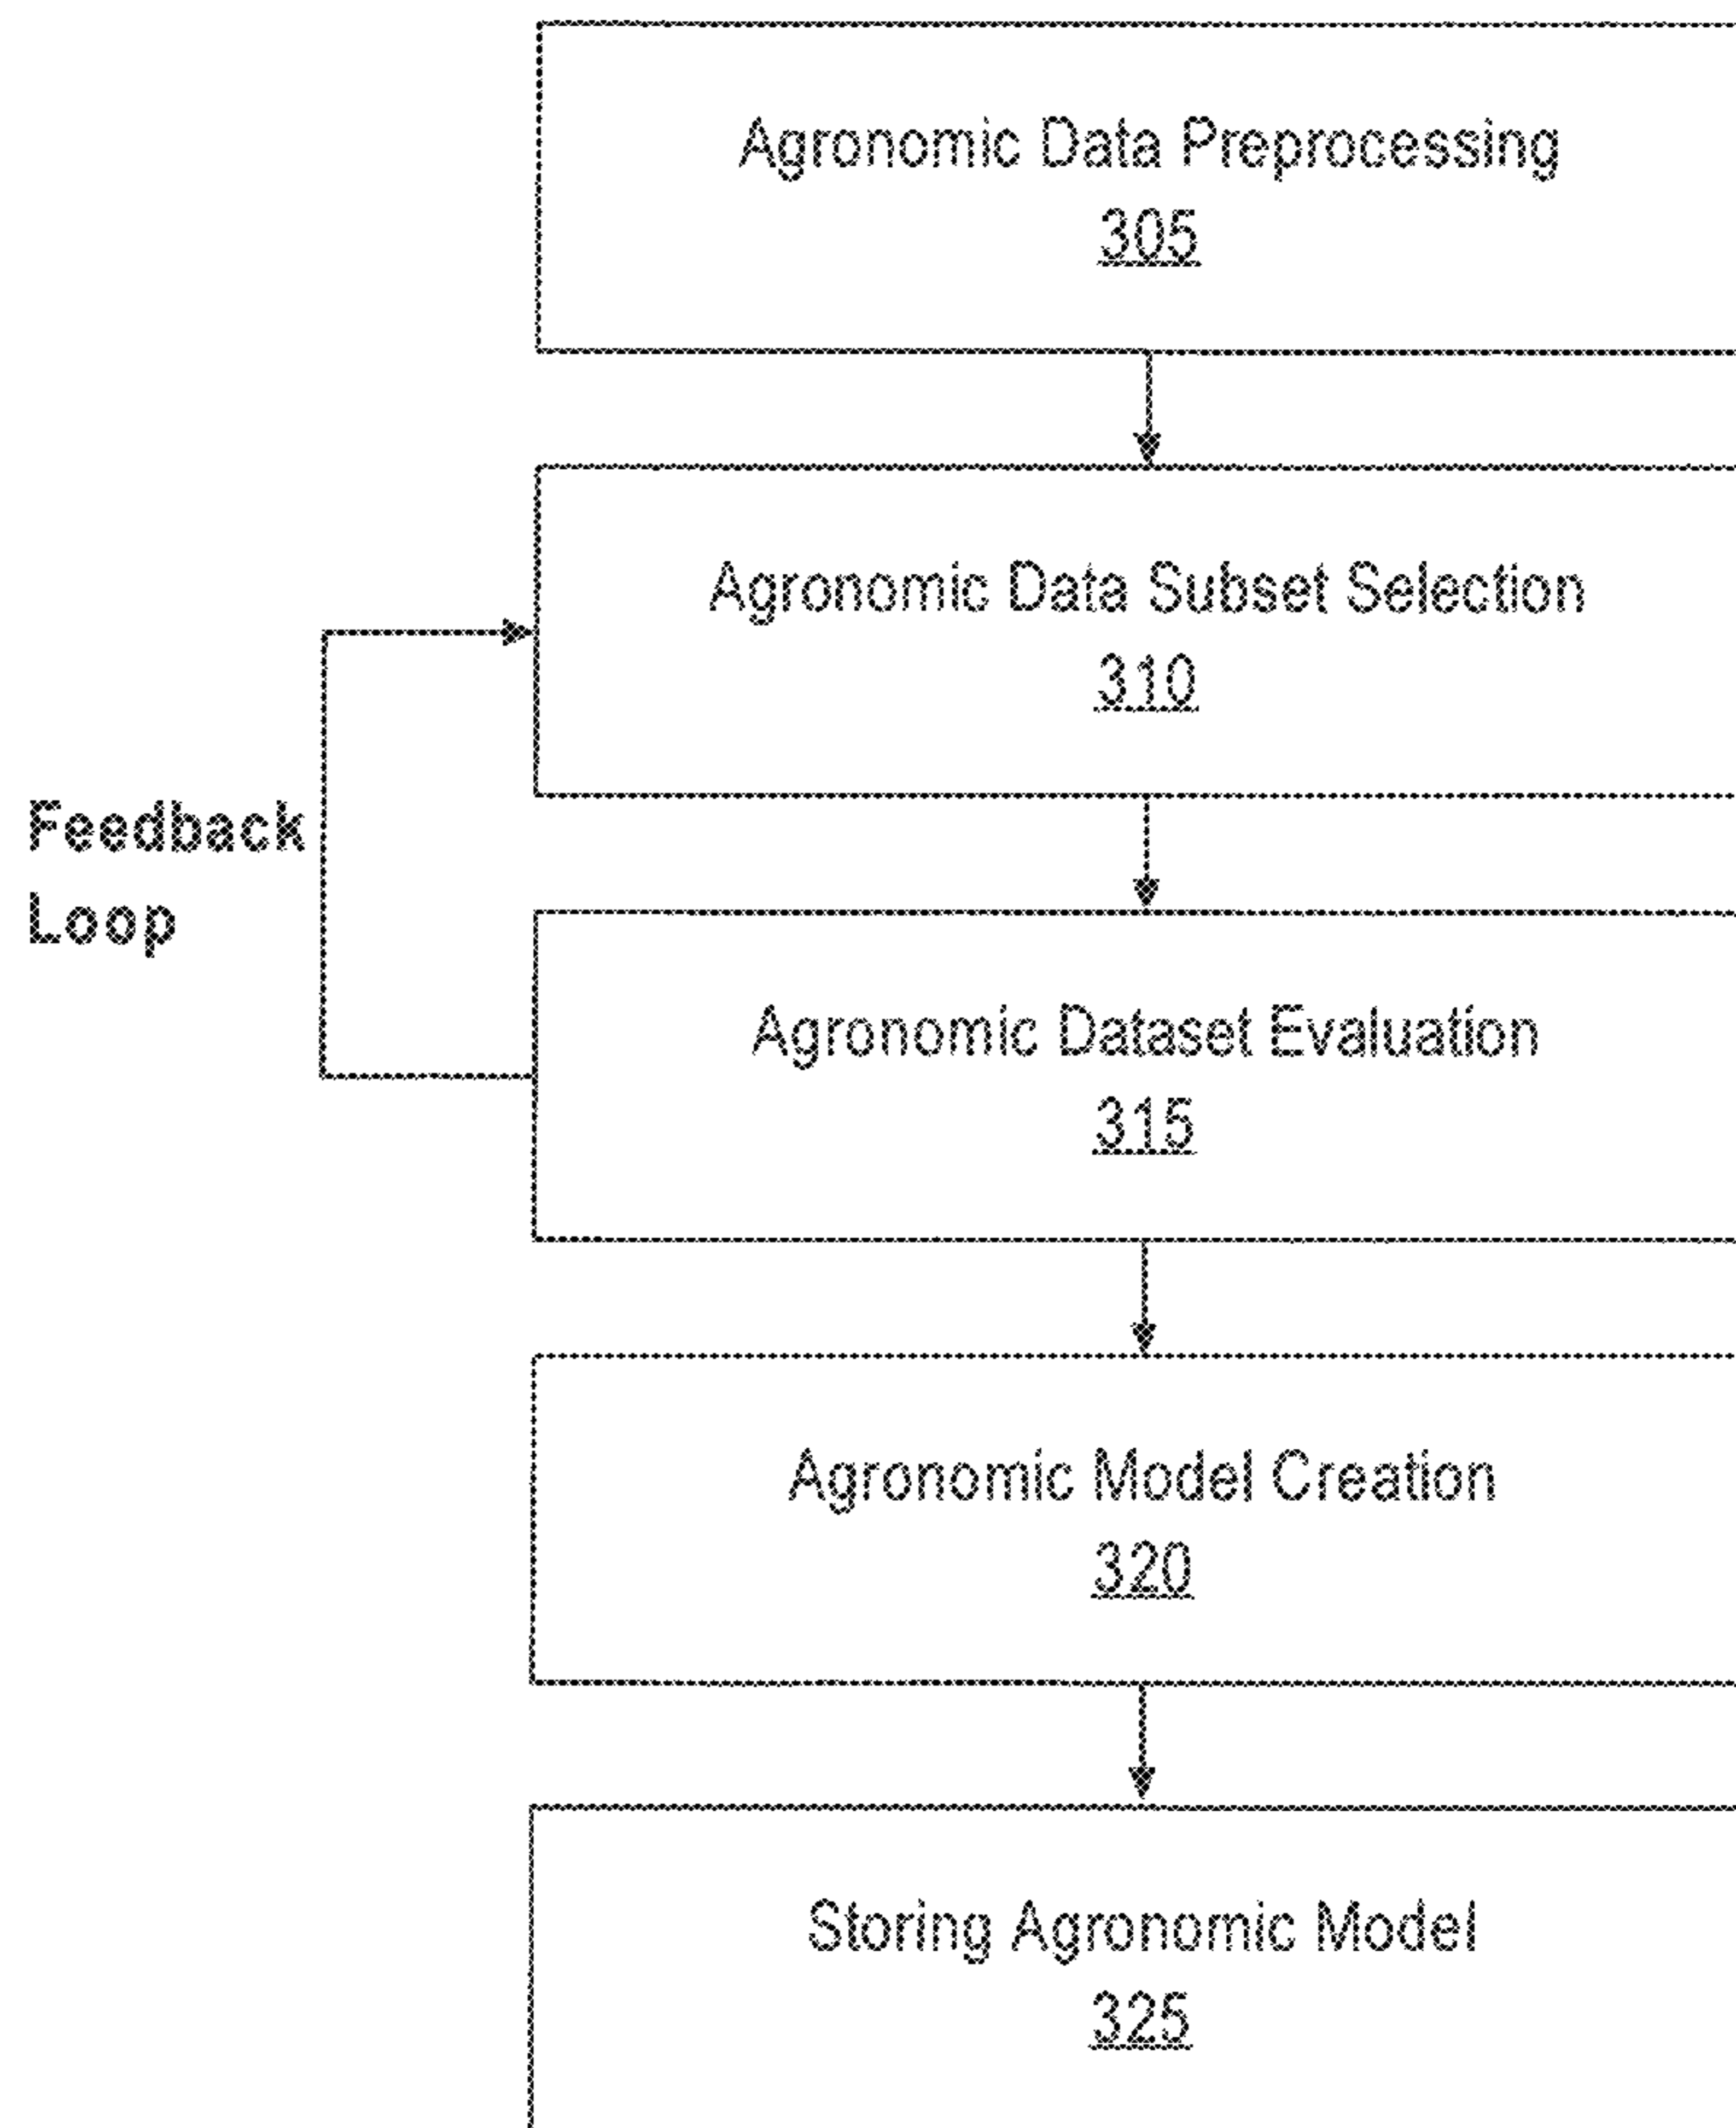 Agronomic Data Preprocessing
305
Agronomic Data Subset Selection
310
Feedback
Loop
Agronomic Dataset Evaluation
315
Agronomic Model Creation
320
Storing Agronomic Model
325